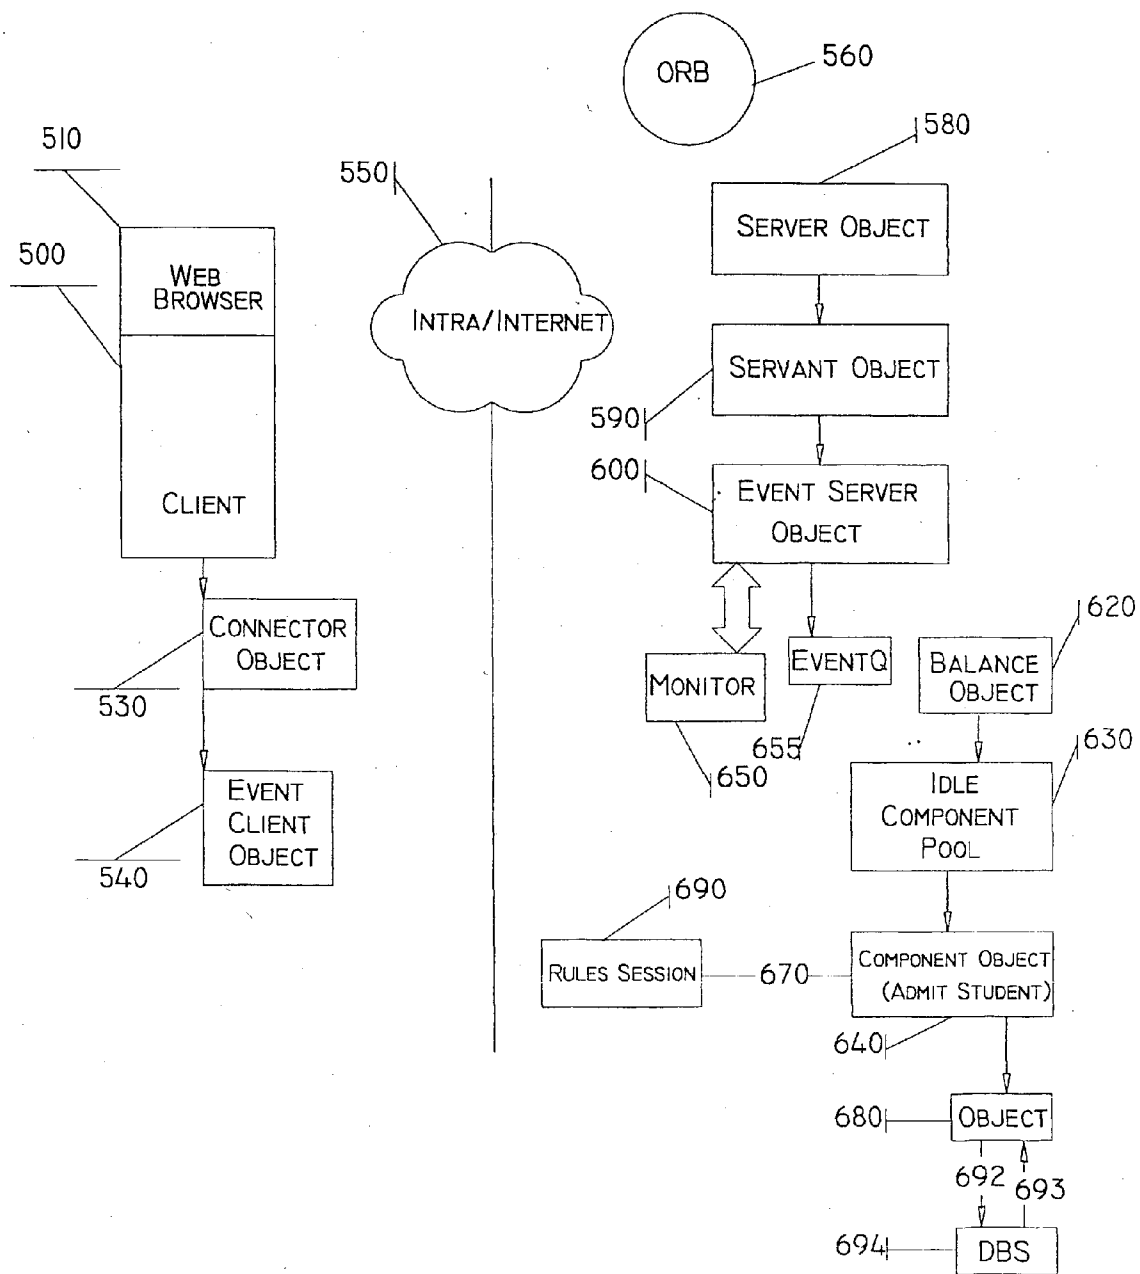 ORB
560
510
550
580
500
WEB
BROWSER
SERVER OBJECT
INTRA/INTERNET
SERVANT OBJECT
590
600
CLIENT
EVENT SERVER
OBJECT
620
CONNECTOR
OBJECT
530
MONITOR
EVENTQ
BALANCE
OBJECT
655
650
630
EVENT
CLIENT
OBJECT
540
IDLE
COMPONENT
POOL
690
RULES SESSION
670
COMPONENT OBJECT
(ADMIT STUDENT)
640
680
OBJECT
692
693
694
DBS